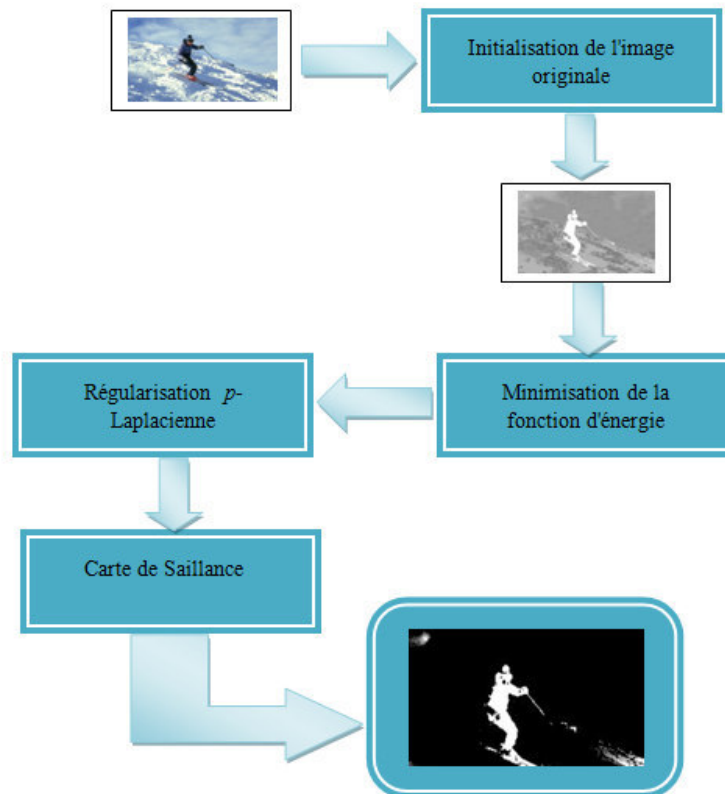 Initialisation de l'image
originale
Minimisation de la
fonction d'énergie
Régularisation p-
Laplacienne
Carte de Saillance